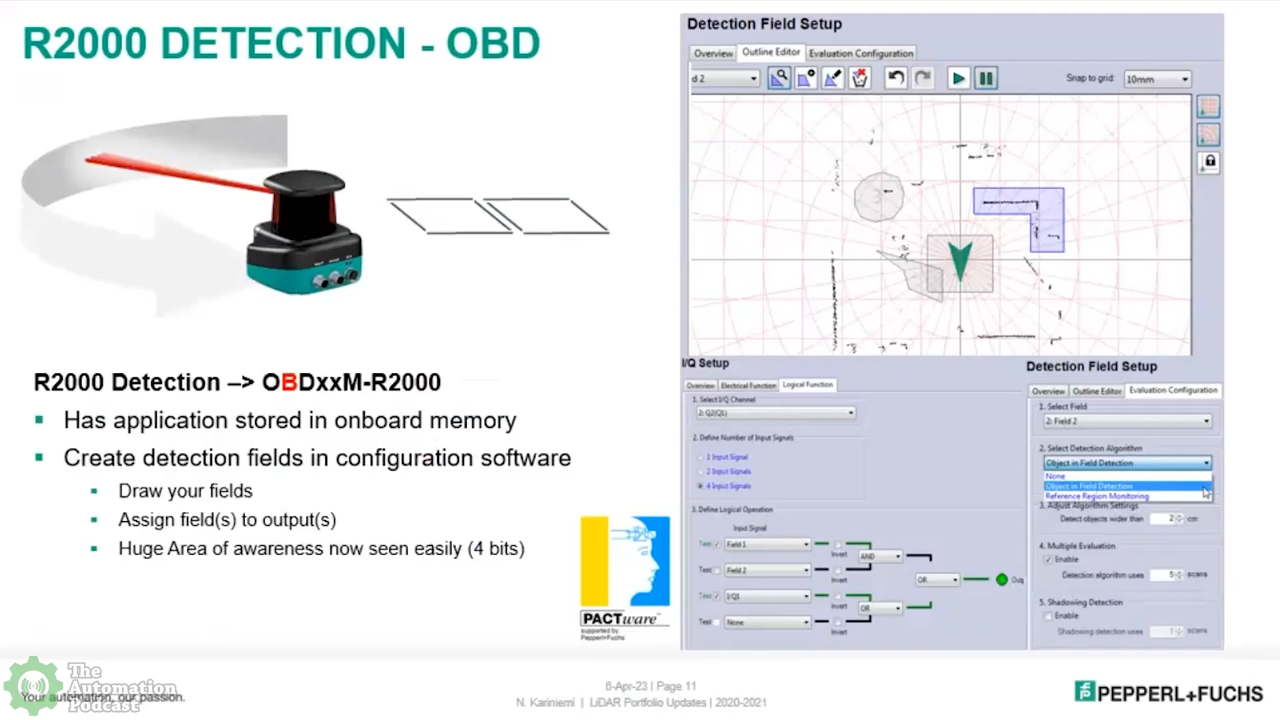 R2000 DETECTION - OBD
R2000 Detection –> OBDxxM-R2000
Has application stored in onboard memory
Create detection fields in configuration software
Draw your fields
Assign field(s) to output(s)
Huge Area of awareness now seen easily (4 bits)
PACTware™
supported by
Pepperl+Fuchs
Detection Field Setup
Overview Outline Editor Evaluation Configuration
d 2
Snap to grid: 10mm
I/Q Setup
Overview Electrical Function Logical Function
1. Select I/Q Channel
2: Q2(Q1)
2. Define Number of Input Signals
1 Input Signal
2 Input Signals
4 Input Signals
3. Define Logical Operation
Input Signal
Test Field 1 Invert AND
Test Field 2 Invert OR Outp
Test I/Q1 Invert OR
Test None Invert
Detection Field Setup
Overview Outline Editor Evaluation Configuration
1. Select Field
2: Field 2
2. Select Detection Algorithm
Object in Field Detection
None
Object in Field Detection
Reference Region Monitoring
3. Adjust Algorithm Settings
Detect objects wider than 2 cm
4. Multiple Evaluation
Enable
Detection algorithm uses 5 scans
5. Shadowing Detection
Enable
Shadowing detection uses 1 scans
The
Automation
Podcast
Your automation, our passion.
6-Apr-23 | Page 11
N. Kariniemi | LiDAR Portfolio Updates | 2020-2021
PEPPERL+FUCHS